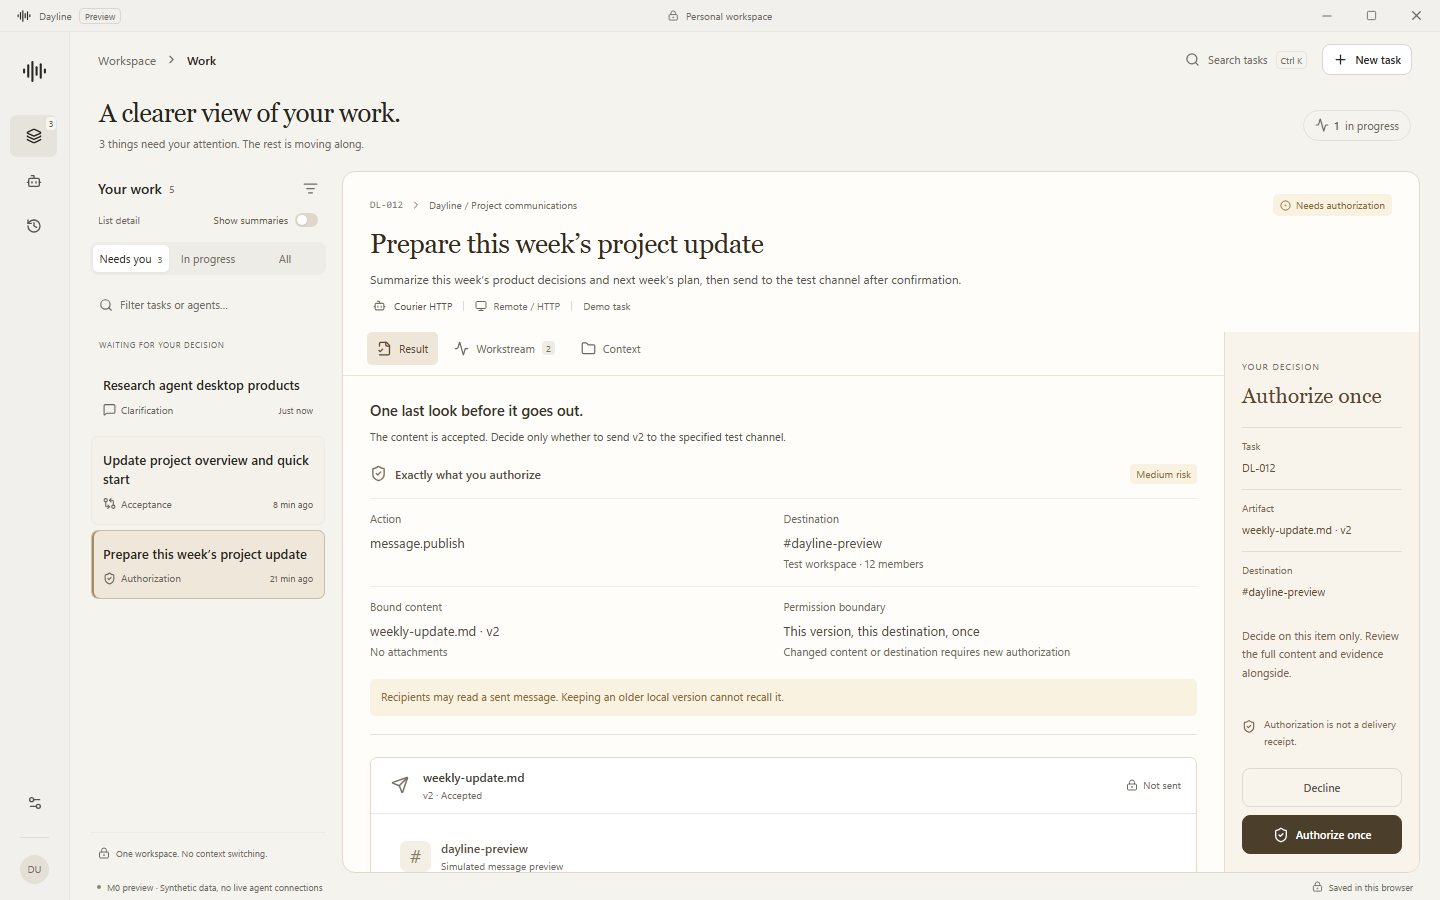 Dayline Preview
Personal workspace
Workspace > Work
Search tasks Ctrl K
+ New task
A clearer view of your work.
3 things need your attention. The rest is moving along.
1 in progress
3
Your work 5
List detail
Show summaries
Needs you 3
In progress
All
Filter tasks or agents...
WAITING FOR YOUR DECISION
Research agent desktop products
Clarification
Just now
Update project overview and quick
start
Acceptance
8 min ago
Prepare this week’s project update
Authorization
21 min ago
One workspace. No context switching.
DU
M0 preview · Synthetic data, no live agent connections
DL-012 > Dayline / Project communications
Needs authorization
Prepare this week’s project update
Summarize this week’s product decisions and next week’s plan, then send to the test channel after confirmation.
Courier HTTP
Remote / HTTP
Demo task
Result
Workstream 2
Context
One last look before it goes out.
The content is accepted. Decide only whether to send v2 to the specified test channel.
Exactly what you authorize
Medium risk
Action
message.publish
Destination
#dayline-preview
Test workspace · 12 members
Bound content
weekly-update.md · v2
No attachments
Permission boundary
This version, this destination, once
Changed content or destination requires new authorization
Recipients may read a sent message. Keeping an older local version cannot recall it.
weekly-update.md
v2 · Accepted
Not sent
# dayline-preview
Simulated message preview
YOUR DECISION
Authorize once
Task
DL-012
Artifact
weekly-update.md · v2
Destination
#dayline-preview
Decide on this item only. Review
the full content and evidence
alongside.
Authorization is not a delivery
receipt.
Decline
Authorize once
Saved in this browser